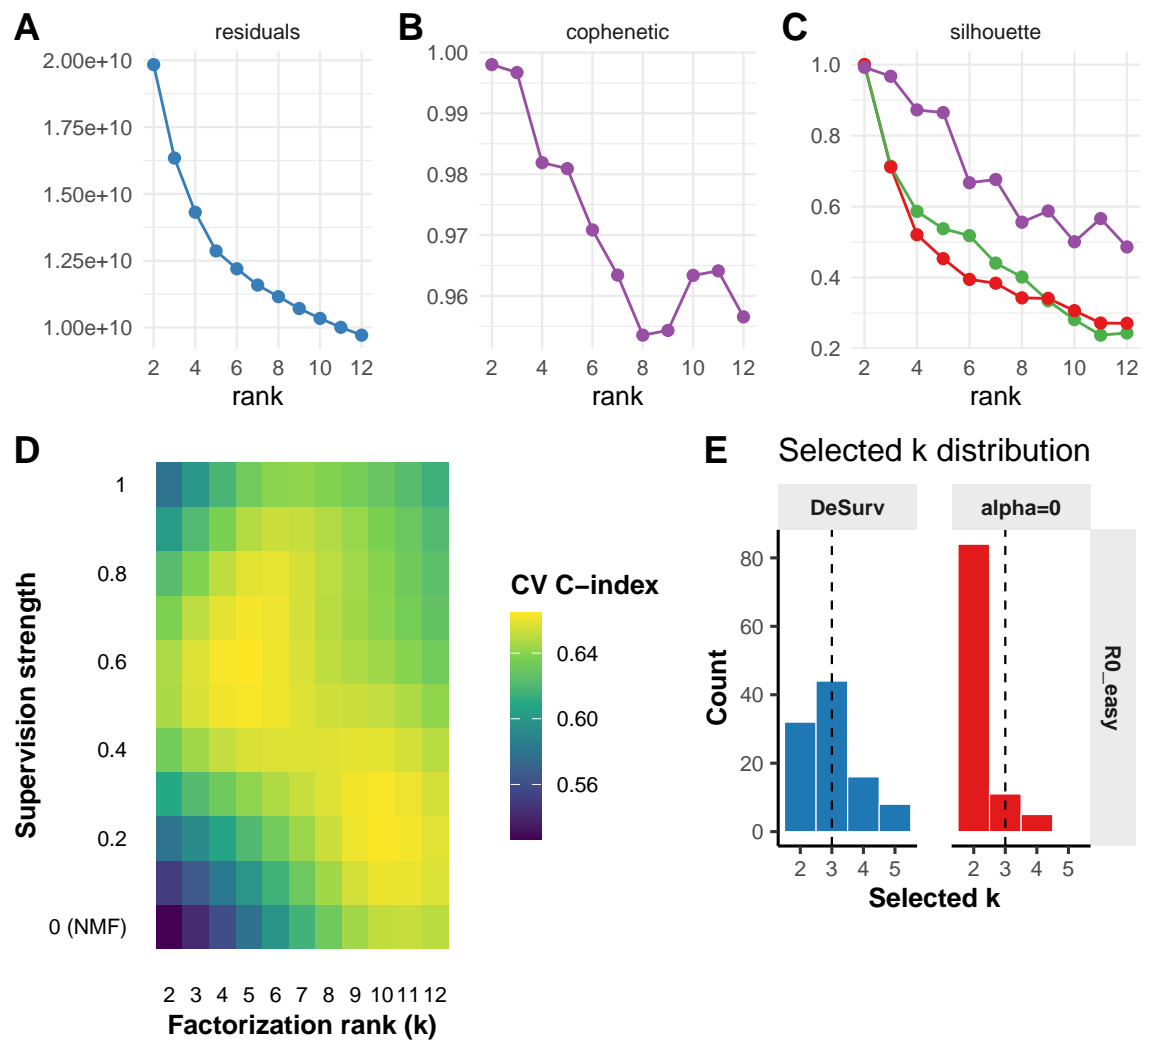 A
residuals
2.00e+10
1.75e+10
1.50e+10
1.25e+10
1.00e+10
2 4 6 8 10 12
rank
B
cophenetic
1.00
0.99
0.98
0.97
0.96
2 4 6 8 10 12
rank
C
silhouette
1.0
0.8
0.6
0.4
0.2
2 4 6 8 10 12
rank
D
Supervision strength
1
0.8
0.6
0.4
0.2
0 (NMF)
2 3 4 5 6 7 8 9 10 11 12
Factorization rank (k)
CV C−index
0.64
0.60
0.56
E
Selected k distribution
DeSurv
alpha=0
R0_easy
Count
80
60
40
20
0
2 3 4 5
2 3 4 5
Selected k